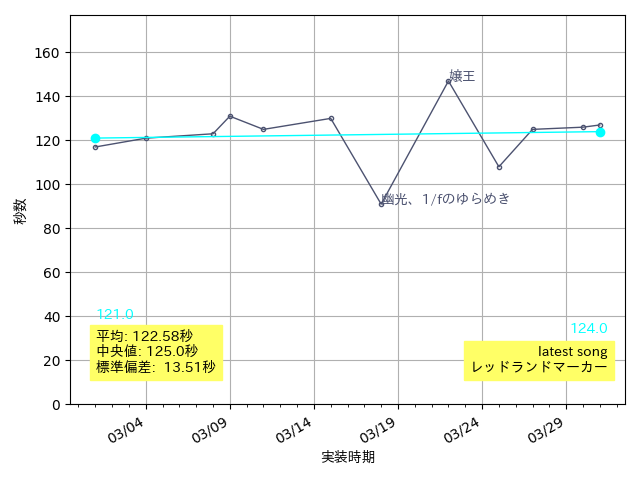 160
140
120
100
80
60
40
20
0
秒数
嬢王
幽光、1/fのゆらめき
121.0
124.0
平均: 122.58秒
中央値: 125.0秒
標準偏差: 13.51秒
latest song
レッドランドマーカー
03/04
03/09
03/14
03/19
03/24
03/29
実装時期